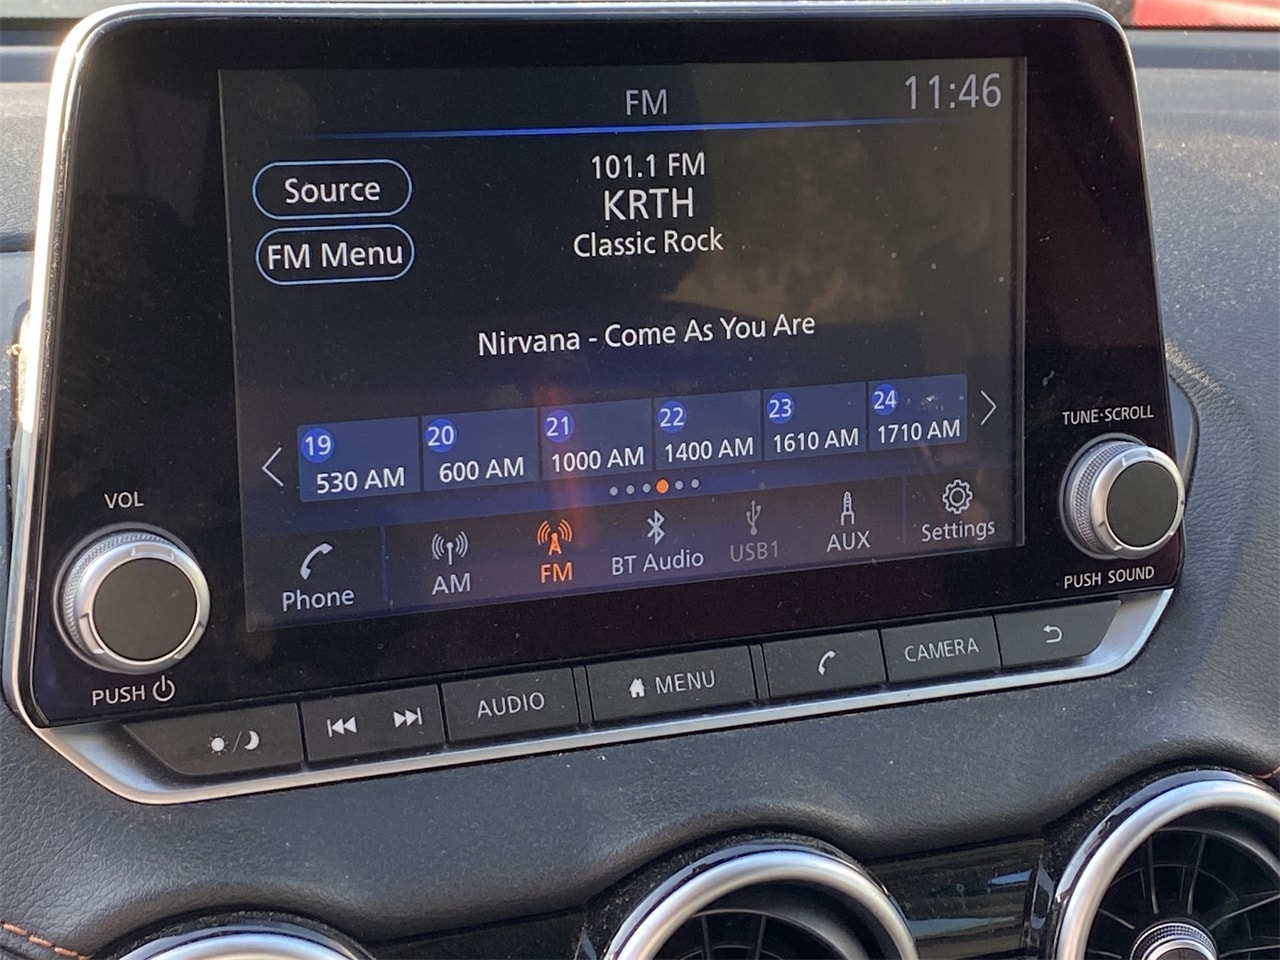 FM
11:46
Source
101.1 FM
KRTH
FM Menu
Classic Rock
Nirvana - Come As You Are
19
530 AM
20
600 AM
21
1000 AM
22
1400 AM
23
1610 AM
24
1710 AM
Phone
AM
FM
BT Audio
USB1
AUX
Settings
VOL
PUSH
TUNE·SCROLL
PUSH SOUND
AUDIO
MENU
CAMERA